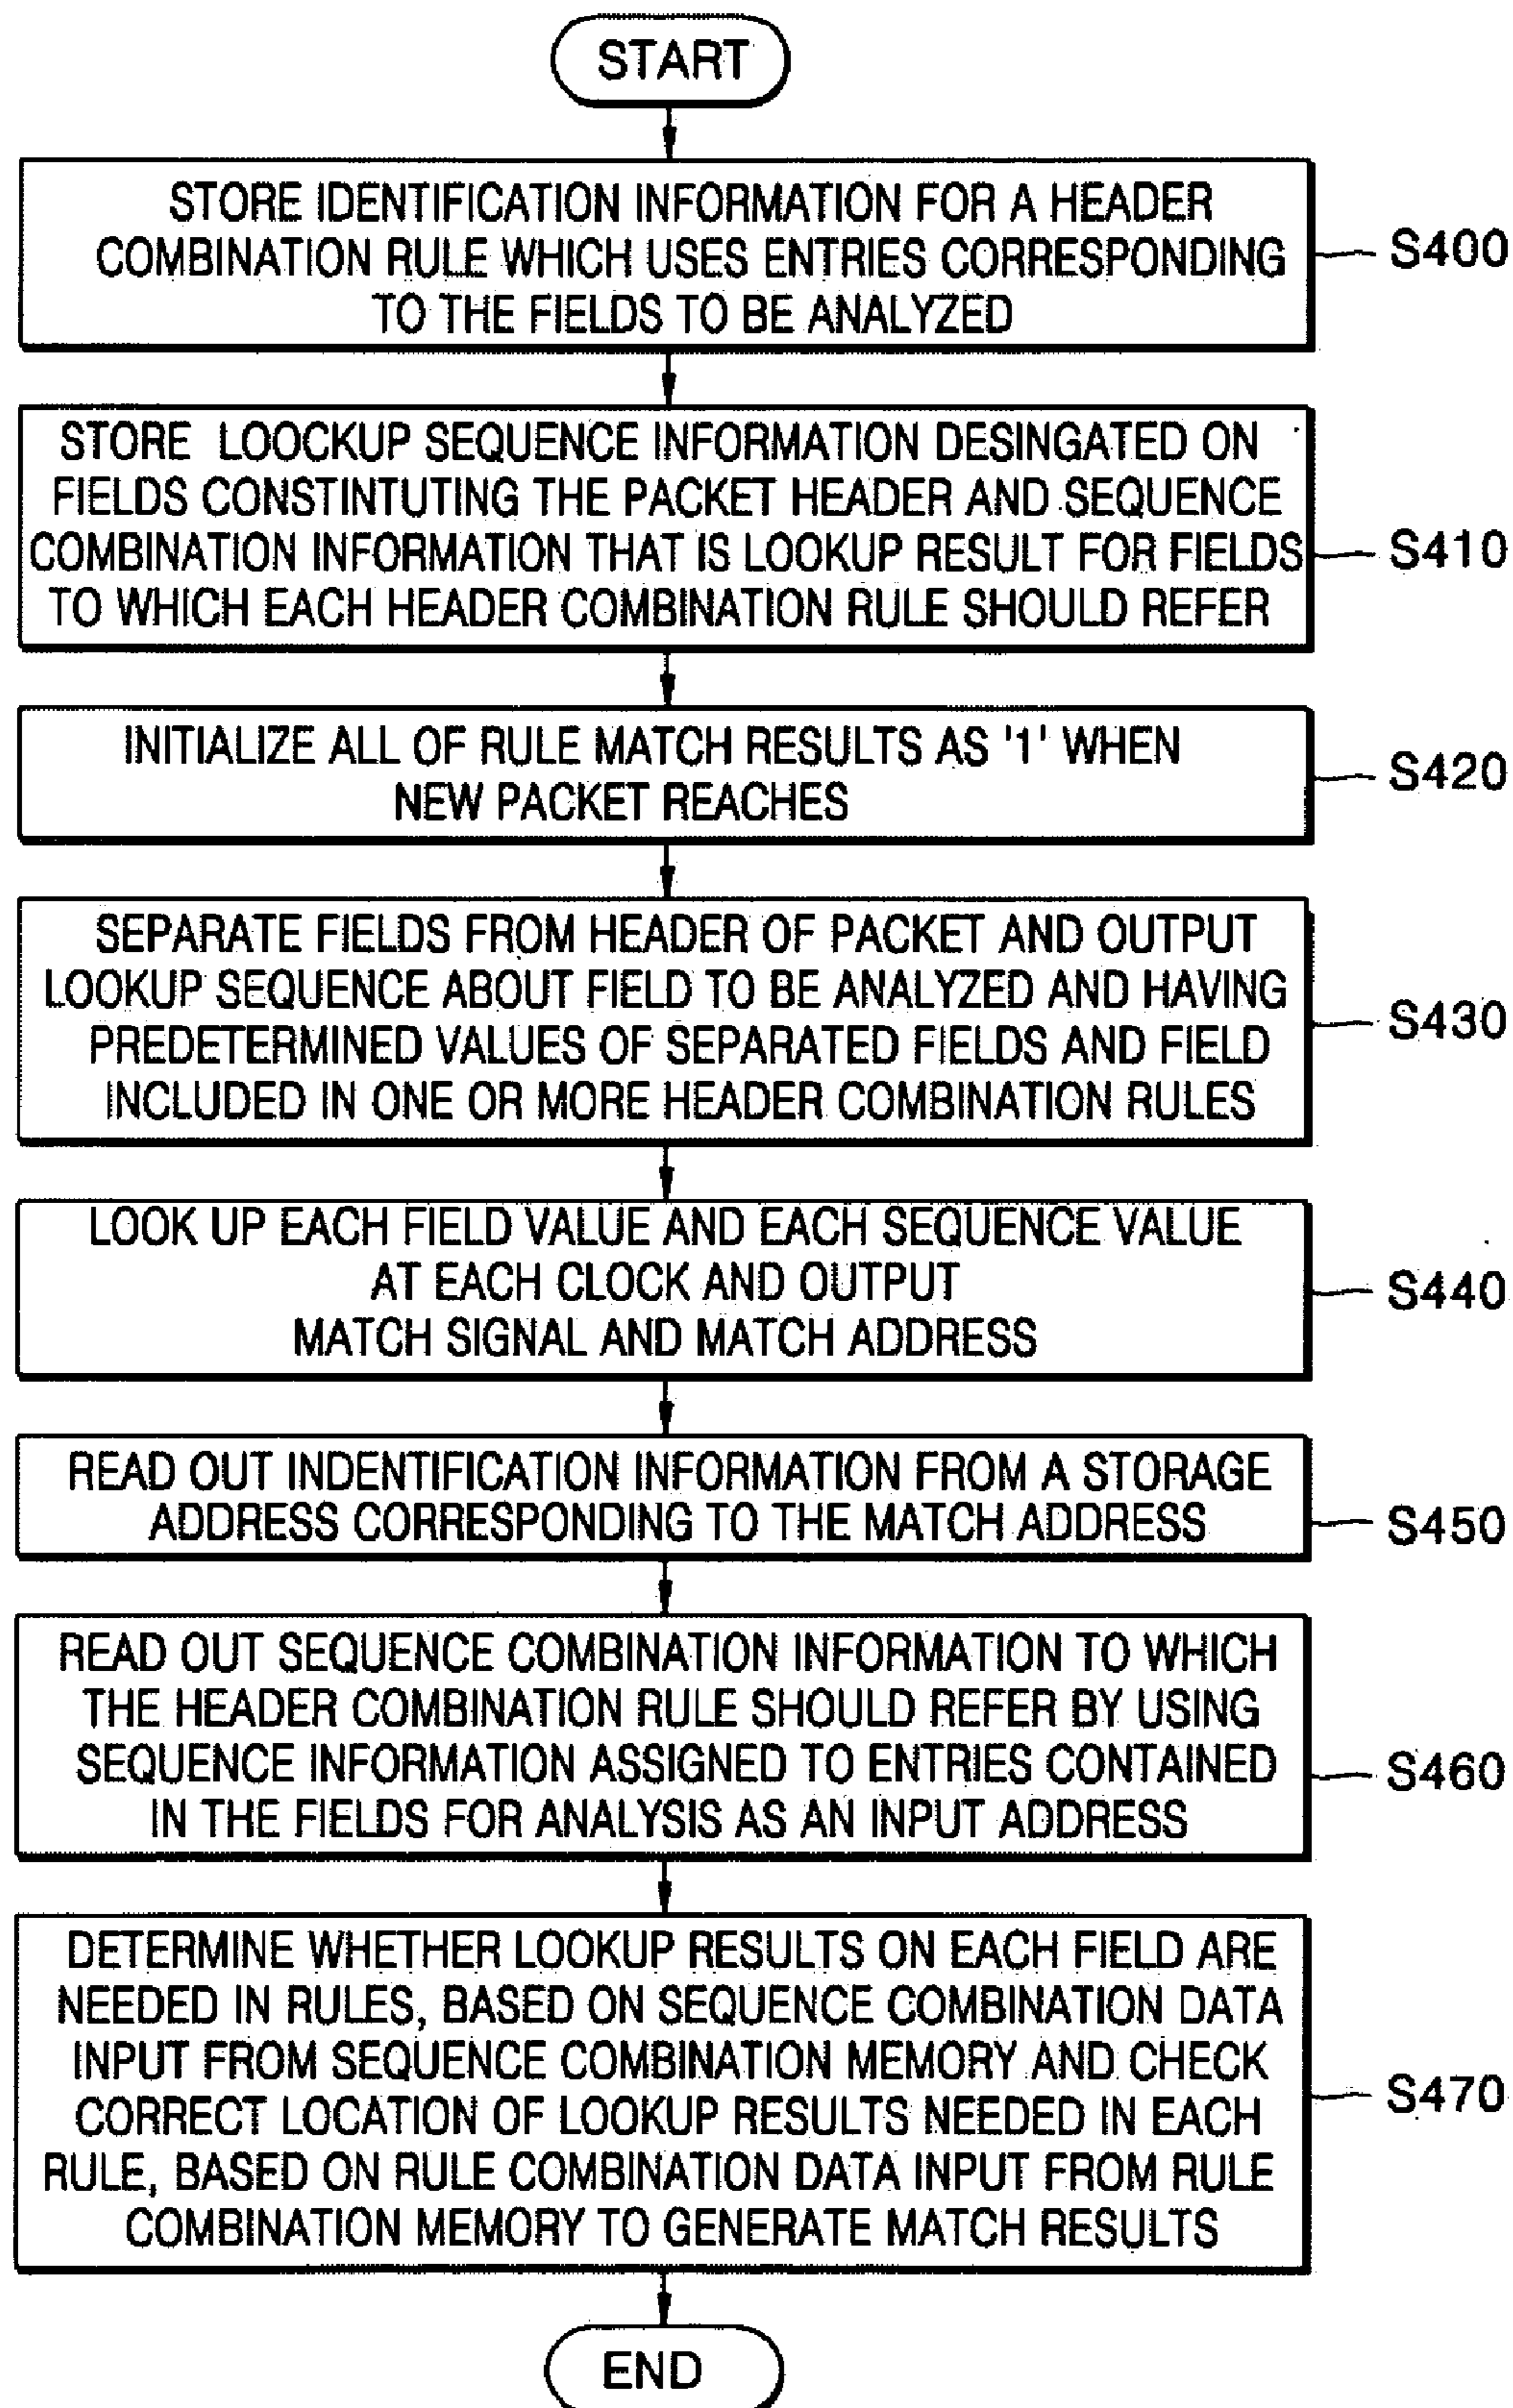 START
STORE IDENTIFICATION INFORMATION FOR A HEADER
COMBINATION RULE WHICH USES ENTRIES CORRESPONDING
TO THE FIELDS TO BE ANALYZED
S400
STORE LOOCKUP SEQUENCE INFORMATION DESINGATED ON
FIELDS CONSTINTUTING THE PACKET HEADER AND SEQUENCE
COMBINATION INFORMATION THAT IS LOOKUP RESULT FOR FIELDS
TO WHICH EACH HEADER COMBINATION RULE SHOULD REFER
S410
INITIALIZE ALL OF RULE MATCH RESULTS AS '1' WHEN
NEW PACKET REACHES
S420
SEPARATE FIELDS FROM HEADER OF PACKET AND OUTPUT
LOOKUP SEQUENCE ABOUT FIELD TO BE ANALYZED AND HAVING
PREDETERMINED VALUES OF SEPARATED FIELDS AND FIELD
INCLUDED IN ONE OR MORE HEADER COMBINATION RULES
S430
LOOK UP EACH FIELD VALUE AND EACH SEQUENCE VALUE
AT EACH CLOCK AND OUTPUT
MATCH SIGNAL AND MATCH ADDRESS
S440
READ OUT INDENTIFICATION INFORMATION FROM A STORAGE
ADDRESS CORRESPONDING TO THE MATCH ADDRESS
S450
READ OUT SEQUENCE COMBINATION INFORMATION TO WHICH
THE HEADER COMBINATION RULE SHOULD REFER BY USING
SEQUENCE INFORMATION ASSIGNED TO ENTRIES CONTAINED
IN THE FIELDS FOR ANALYSIS AS AN INPUT ADDRESS
S460
DETERMINE WHETHER LOOKUP RESULTS ON EACH FIELD ARE
NEEDED IN RULES, BASED ON SEQUENCE COMBINATION DATA
INPUT FROM SEQUENCE COMBINATION MEMORY AND CHECK
CORRECT LOCATION OF LOOKUP RESULTS NEEDED IN EACH
RULE, BASED ON RULE COMBINATION DATA INPUT FROM RULE
COMBINATION MEMORY TO GENERATE MATCH RESULTS
S470
END